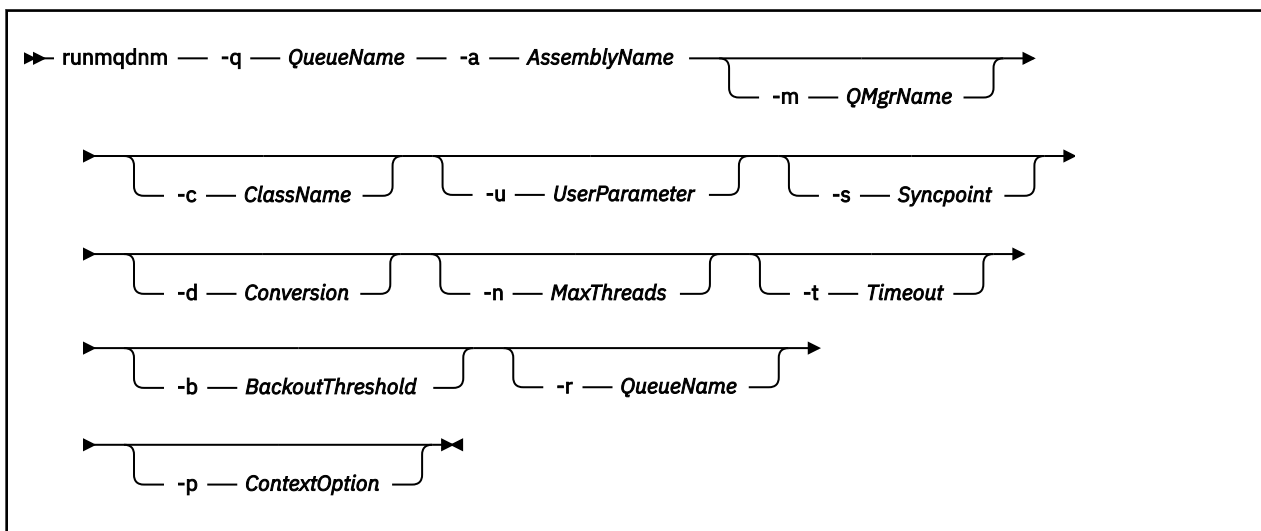 runmqdnm -q QueueName -a AssemblyName
-m QMgrName
-c ClassName -u UserParameter -s Syncpoint
-d Conversion -n MaxThreads -t Timeout
-b BackoutThreshold -r QueueName
-p ContextOption